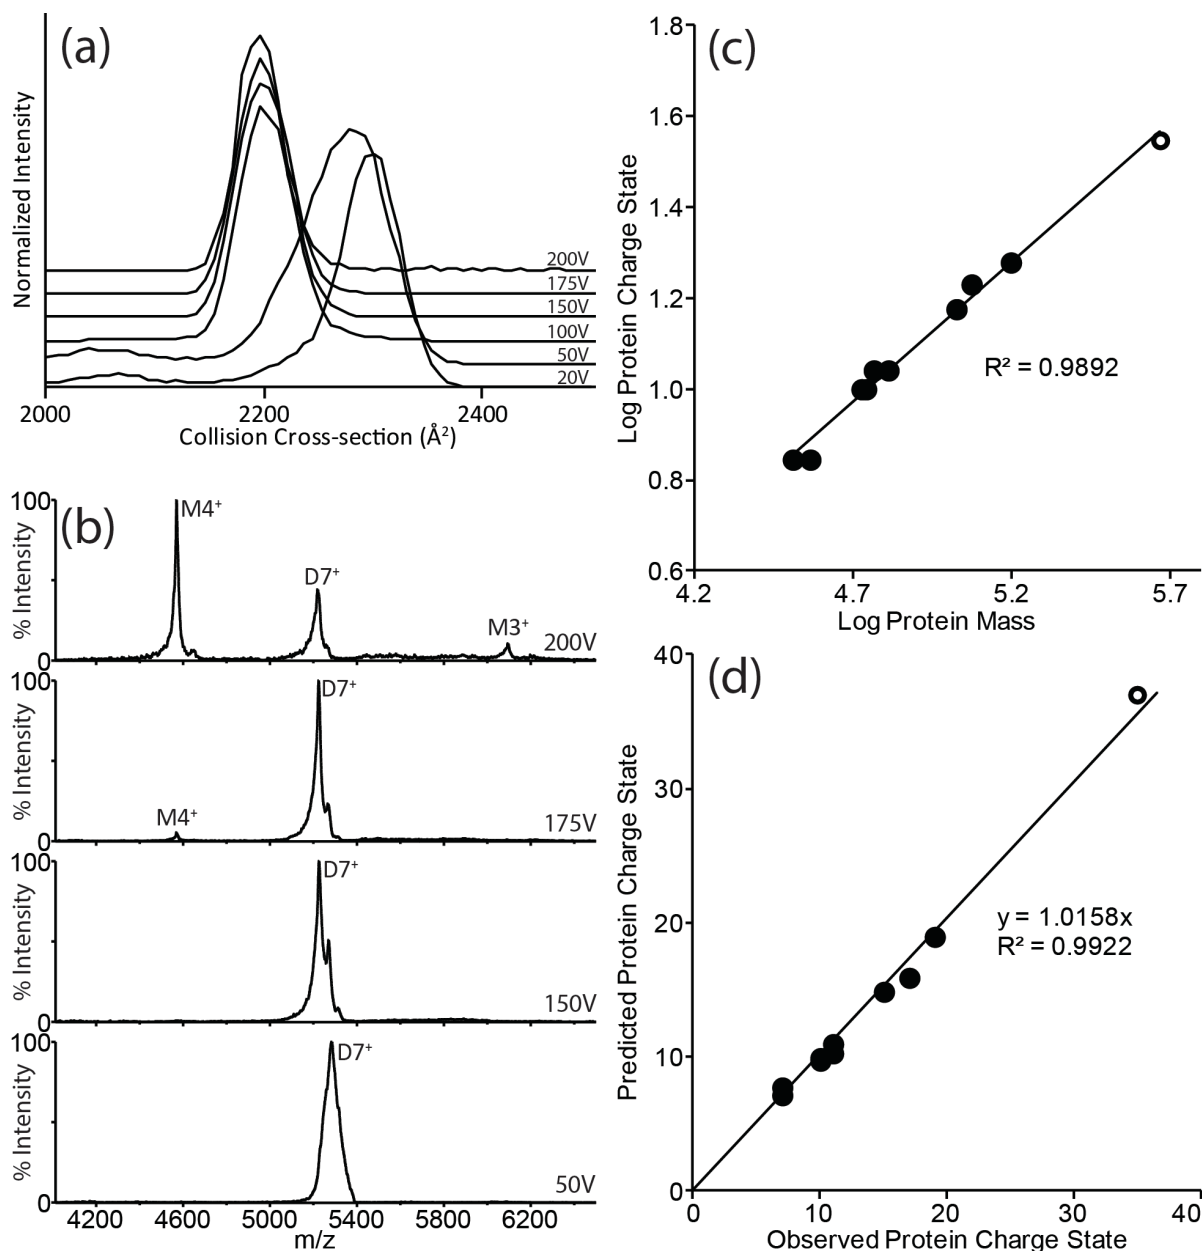 (a)
Normalized Intensity
200V
175V
150V
100V
50V
20V
2000
2200
2400
Collision Cross-section (Å²)
(b)
100
% Intensity
0
M4⁺
D7⁺
M3⁺
200V
100
% Intensity
0
M4⁺
D7⁺
175V
100
% Intensity
0
D7⁺
150V
100
% Intensity
0
D7⁺
50V
4200
4600
5000
5400
5800
6200
m/z
(c)
Log Protein Charge State
1.8
1.6
1.4
1.2
1.0
0.8
0.6
R² = 0.9892
4.2
4.7
5.2
5.7
Log Protein Mass
(d)
Predicted Protein Charge State
40
30
20
10
0
y = 1.0158x
R² = 0.9922
0
10
20
30
40
Observed Protein Charge State